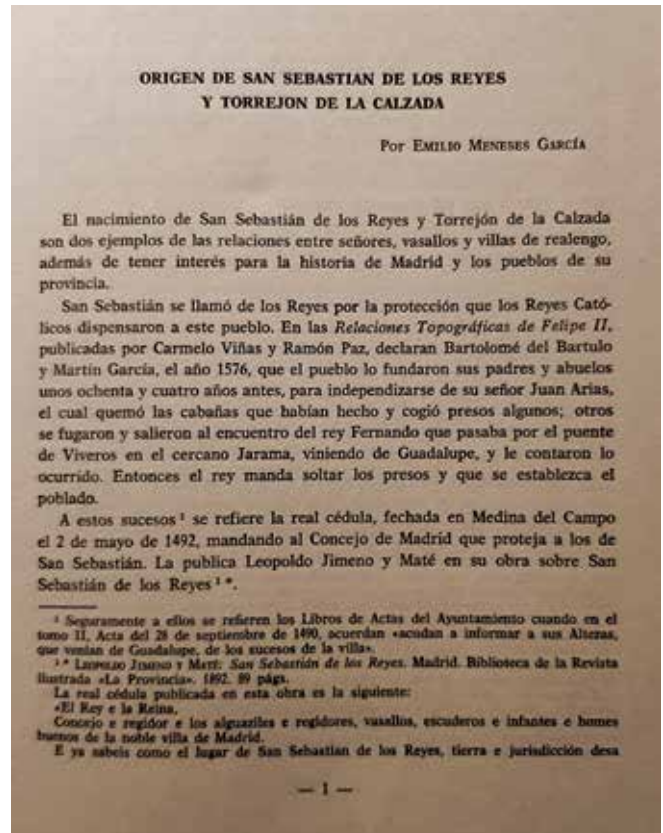 ORIGEN DE SAN SEBASTIAN DE LOS REYES
Y TORREJON DE LA CALZADA
Por EMILIO MENESES GARCÍA
El nacimiento de San Sebastián de los Reyes y Torrejón de la Calzada
son dos ejemplos de las relaciones entre señores, vasallos y villas de realengo,
además de tener interés para la historia de Madrid y los pueblos de su
provincia.
San Sebastián se llamó de los Reyes por la protección que los Reyes Cató-
licos dispensaron a este pueblo. En las Relaciones Topográficas de Felipe II,
publicadas por Carmelo Viñas y Ramón Paz, declaran Bartolomé del Bartulo
y Martín García, el año 1576, que el pueblo lo fundaron sus padres y abuelos
unos ochenta y cuatro años antes, para independizarse de su señor Juan Arias,
el cual quemó las cabañas que habían hecho y cogió presos algunos; otros
se fugaron y salieron al encuentro del rey Fernando que pasaba por el puente
de Viveros en el cercano Jarama, viniendo de Guadalupe, y le contaron lo
ocurrido. Entonces el rey manda soltar los presos y que se establezca el
poblado.
A estos sucesos ¹ se refiere la real cédula, fechada en Medina del Campo
el 2 de mayo de 1492, mandando al Concejo de Madrid que proteja a los de
San Sebastián. La publica Leopoldo Jimeno y Maté en su obra sobre San
Sebastián de los Reyes ¹ *.
¹ Seguramente a ellos se refieren los Libros de Actas del Ayuntamiento cuando en el
tomo II, Acta del 28 de septiembre de 1490, acuerdan «acudan a informar a sus Altezas,
que venían de Guadalupe, de los sucesos de la villa».
¹ * LEOPOLDO JIMENO Y MATÉ: San Sebastián de los Reyes. Madrid. Biblioteca de la Revista
ilustrada «La Provincia». 1892. 89 págs.
La real cédula publicada en esta obra es la siguiente:
«El Rey e la Reina,
Concejo e regidor e los alguaziles e regidores, vasallos, escuderos e infantes e homes
buenos de la noble villa de Madrid.
E ya sabeis como el lugar de San Sebastian de los Reyes, tierra e jurisdicción desa
— 1 —